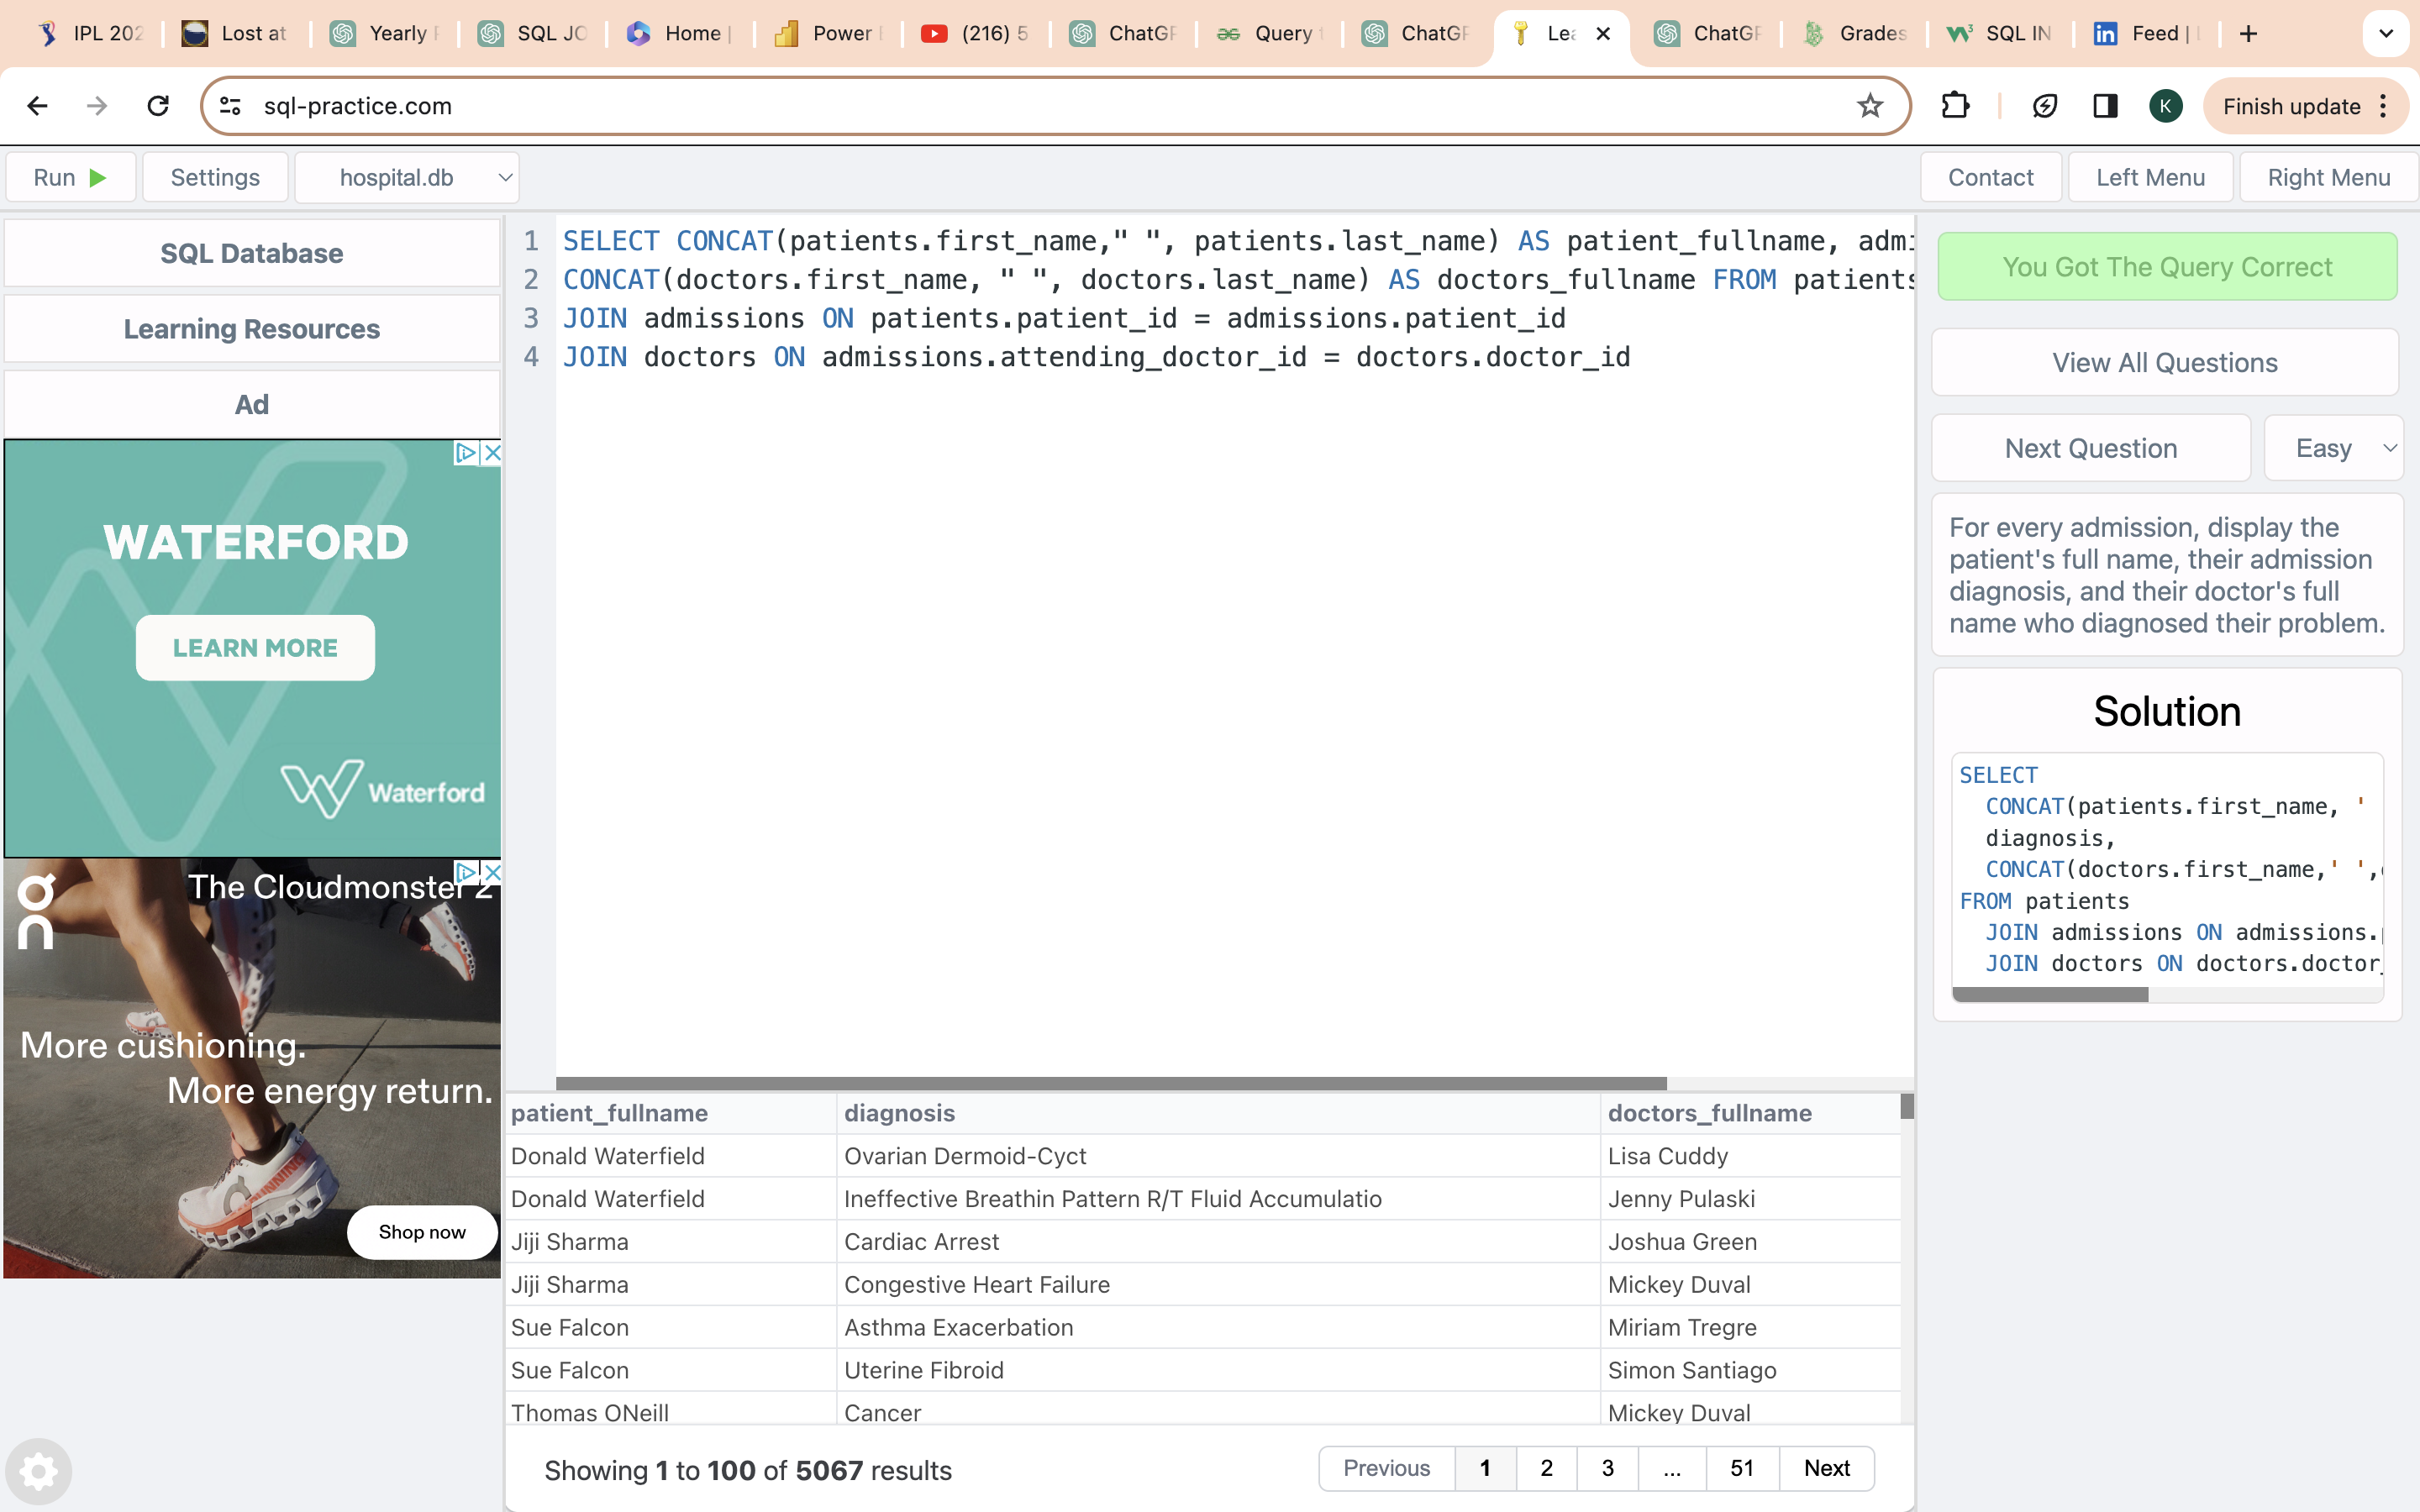 IPL 202
Lost at
Yearly
SQL JO
Home |
Power
(216) 5
ChatGP
Query
ChatGP
Lea
ChatGP
Grades
SQL IN
Feed |
sql-practice.com
K
Finish update
Run
Settings
hospital.db
Contact
Left Menu
Right Menu
SQL Database
Learning Resources
Ad
WATERFORD
LEARN MORE
Waterford
The Cloudmonster 2
on
More cushioning.
More energy return.
Shop now
1 SELECT CONCAT(patients.first_name," ", patients.last_name) AS patient_fullname, admi
2 CONCAT(doctors.first_name, " ", doctors.last_name) AS doctors_fullname FROM patients
3 JOIN admissions ON patients.patient_id = admissions.patient_id
4 JOIN doctors ON admissions.attending_doctor_id = doctors.doctor_id
patient_fullname diagnosis doctors_fullname
Donald Waterfield Ovarian Dermoid-Cyct Lisa Cuddy
Donald Waterfield Ineffective Breathin Pattern R/T Fluid Accumulatio Jenny Pulaski
Jiji Sharma Cardiac Arrest Joshua Green
Jiji Sharma Congestive Heart Failure Mickey Duval
Sue Falcon Asthma Exacerbation Miriam Tregre
Sue Falcon Uterine Fibroid Simon Santiago
Thomas ONeill Cancer Mickey Duval
Showing 1 to 100 of 5067 results
Previous 1 2 3 ... 51 Next
You Got The Query Correct
View All Questions
Next Question
Easy
For every admission, display the
patient's full name, their admission
diagnosis, and their doctor's full
name who diagnosed their problem.
Solution
SELECT
CONCAT(patients.first_name, '
diagnosis,
CONCAT(doctors.first_name,' ',
FROM patients
JOIN admissions ON admissions.
JOIN doctors ON doctors.doctor_